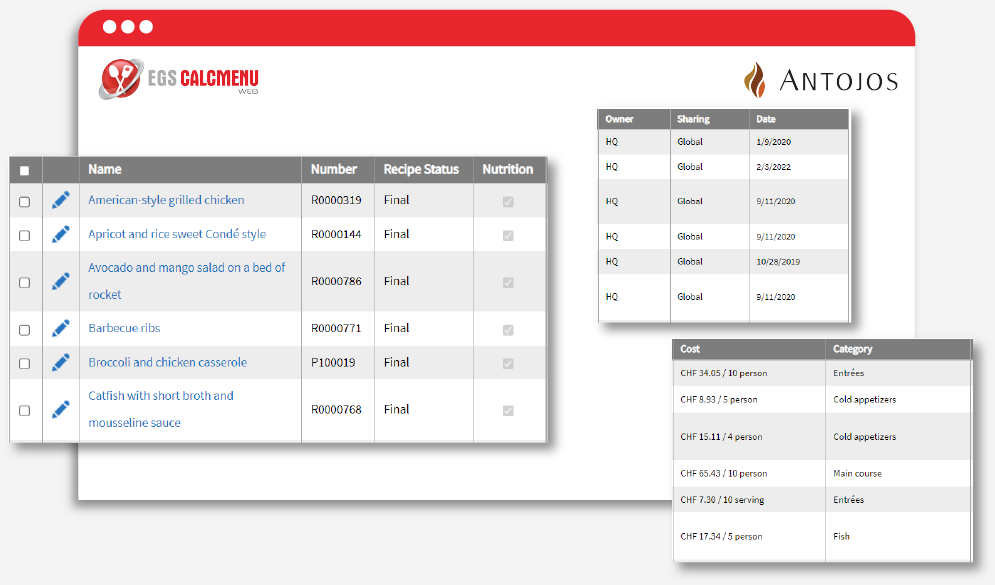 EGS CALCMENU
WEB
ANTOJOS
Owner Sharing Date
HQ Global 1/9/2020
HQ Global 2/3/2022
HQ Global 9/11/2020
HQ Global 9/11/2020
HQ Global 10/28/2019
HQ Global 9/11/2020
Name Number Recipe Status Nutrition
American-style grilled chicken R0000319 Final
Apricot and rice sweet Condé style R0000144 Final
Avocado and mango salad on a bed of
rocket R0000786 Final
Barbecue ribs R0000771 Final
Broccoli and chicken casserole P100019 Final
Catfish with short broth and
mousseline sauce R0000768 Final
Cost Category
CHF 34.05 / 10 person Entrées
CHF 8.93 / 5 person Cold appetizers
CHF 15.11 / 4 person Cold appetizers
CHF 65.43 / 10 person Main course
CHF 7.30 / 10 serving Entrées
CHF 17.34 / 5 person Fish